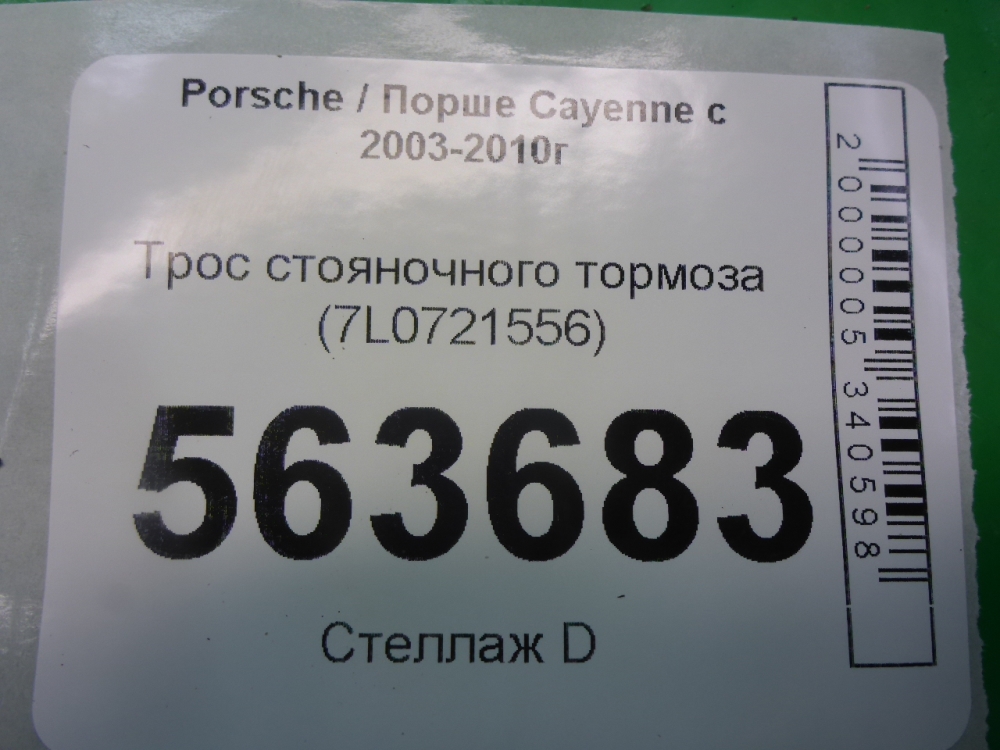 Porsche / Порше Cayenne с
2003-2010г
Трос стояночного тормоза
(7L0721556)
563683
Стеллаж D
2000005340598